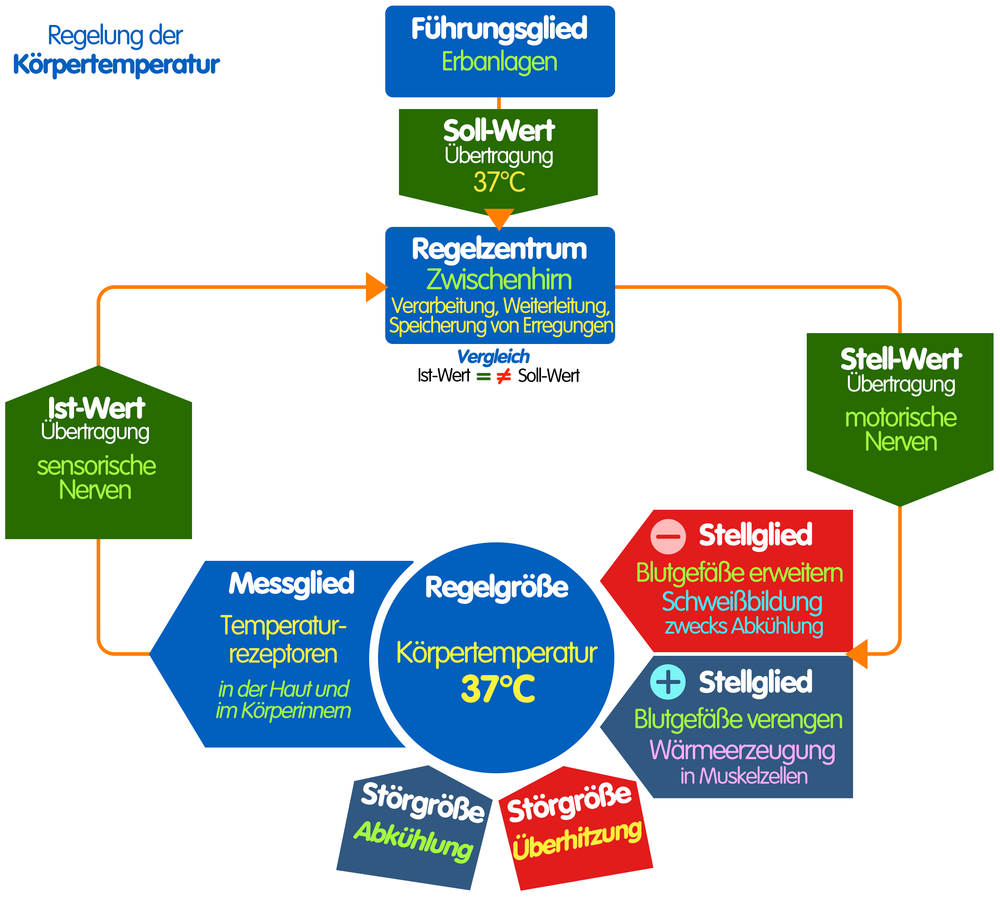 Regelung der
Körpertemperatur
Führungsglied
Erbanlagen
Soll-Wert
Übertragung
37°C
Regelzentrum
Zwischenhirn
Verarbeitung, Weiterleitung,
Speicherung von Erregungen
Vergleich
Ist-Wert = ≠ Soll-Wert
Ist-Wert
Übertragung
sensorische
Nerven
Stell-Wert
Übertragung
motorische
Nerven
Messglied
Temperatur-
rezeptoren
in der Haut und
im Körperinnern
Regelgröße
Körpertemperatur
37°C
− Stellglied
Blutgefäße erweitern
Schweißbildung
zwecks Abkühlung
+ Stellglied
Blutgefäße verengen
Wärmeerzeugung
in Muskelzellen
Störgröße
Abkühlung
Störgröße
Überhitzung